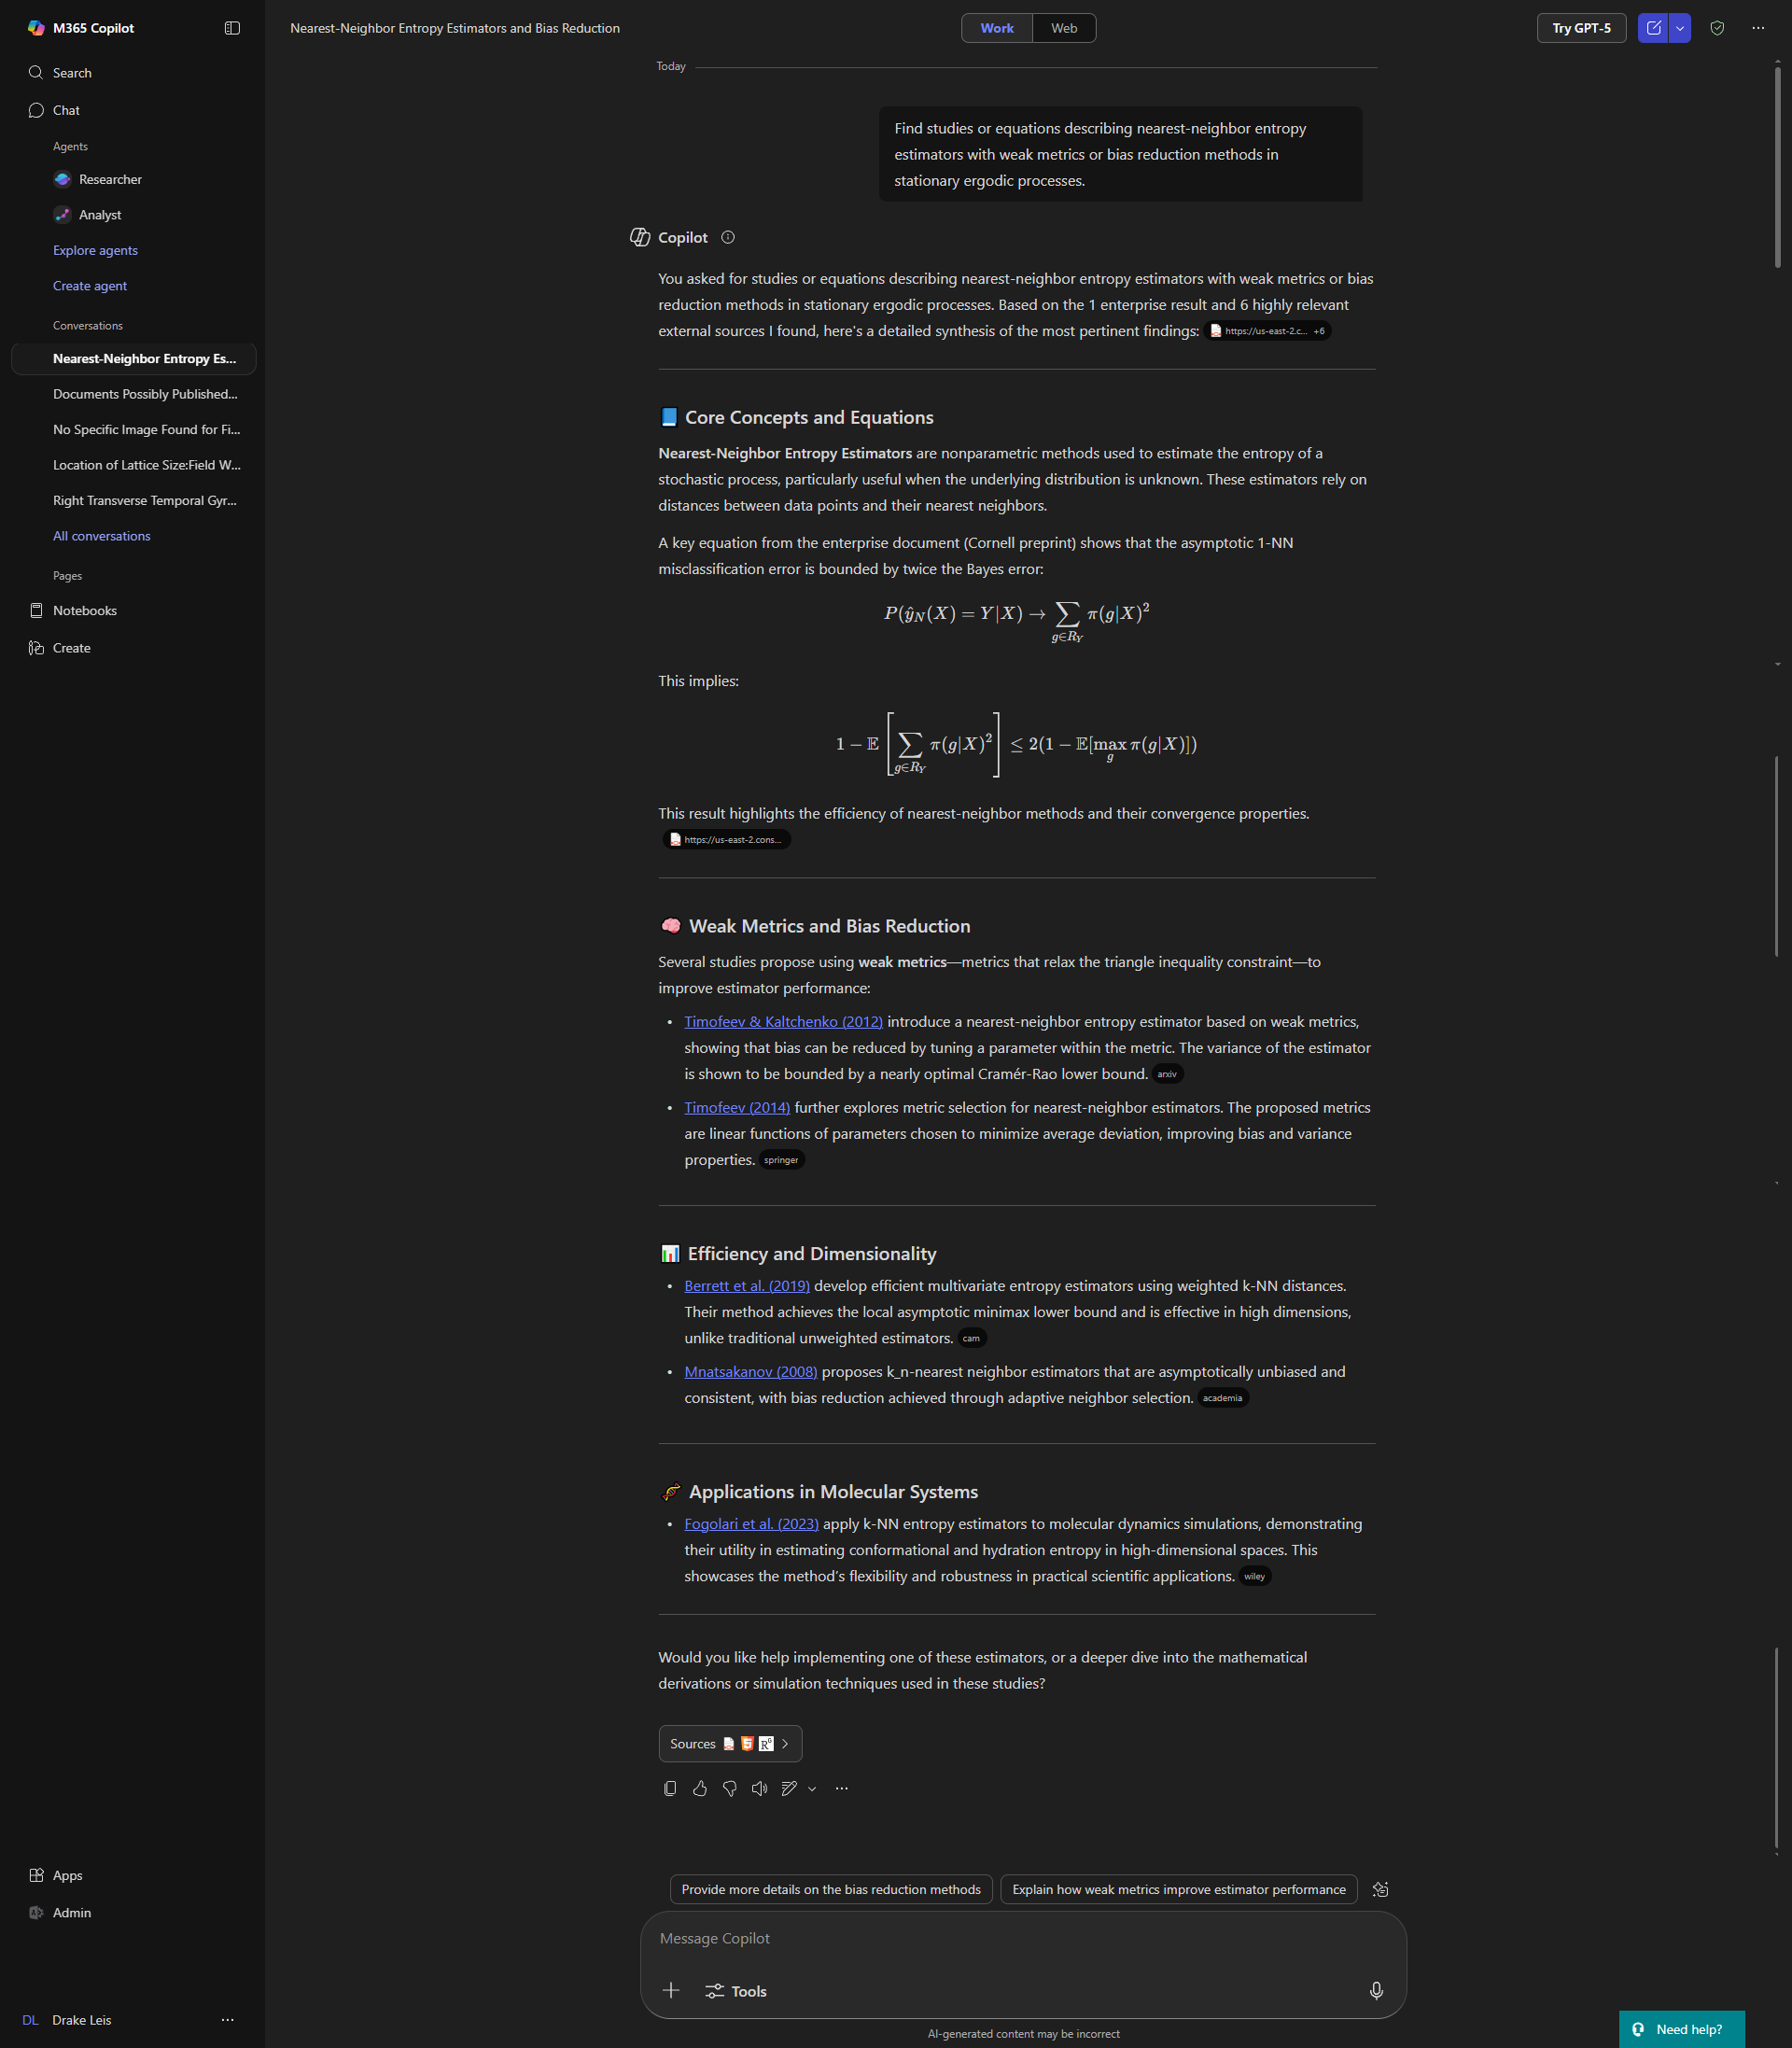 M365 Copilot
Search
Chat
Agents
Researcher
Analyst
Explore agents
Create agent
Conversations
Nearest-Neighbor Entropy Es...
Documents Possibly Published...
No Specific Image Found for Fi...
Location of Lattice Size:Field W...
Right Transverse Temporal Gyr...
All conversations
Pages
Notebooks
Create
Apps
Admin
DL Drake Leis
Nearest-Neighbor Entropy Estimators and Bias Reduction
Work Web
Try GPT-5
Today
Find studies or equations describing nearest-neighbor entropy
estimators with weak metrics or bias reduction methods in
stationary ergodic processes.
Copilot
You asked for studies or equations describing nearest-neighbor entropy estimators with weak metrics or bias
reduction methods in stationary ergodic processes. Based on the 1 enterprise result and 6 highly relevant
external sources I found, here's a detailed synthesis of the most pertinent findings: https://us-east-2.c... +6
📘 Core Concepts and Equations
Nearest-Neighbor Entropy Estimators are nonparametric methods used to estimate the entropy of a
stochastic process, particularly useful when the underlying distribution is unknown. These estimators rely on
distances between data points and their nearest neighbors.
A key equation from the enterprise document (Cornell preprint) shows that the asymptotic 1-NN
misclassification error is bounded by twice the Bayes error:
P(ŷ_N(X) = Y|X) → ∑_{g∈R_Y} π(g|X)²
This implies:
1 − 𝔼[∑_{g∈R_Y} π(g|X)²] ≤ 2(1 − 𝔼[max_g π(g|X)])
This result highlights the efficiency of nearest-neighbor methods and their convergence properties.
https://us-east-2.cons...
🧠 Weak Metrics and Bias Reduction
Several studies propose using weak metrics—metrics that relax the triangle inequality constraint—to
improve estimator performance:
• Timofeev & Kaltchenko (2012) introduce a nearest-neighbor entropy estimator based on weak metrics,
showing that bias can be reduced by tuning a parameter within the metric. The variance of the estimator
is shown to be bounded by a nearly optimal Cramér-Rao lower bound. arxiv
• Timofeev (2014) further explores metric selection for nearest-neighbor estimators. The proposed metrics
are linear functions of parameters chosen to minimize average deviation, improving bias and variance
properties. springer
📊 Efficiency and Dimensionality
• Berrett et al. (2019) develop efficient multivariate entropy estimators using weighted k-NN distances.
Their method achieves the local asymptotic minimax lower bound and is effective in high dimensions,
unlike traditional unweighted estimators. cam
• Mnatsakanov (2008) proposes k_n-nearest neighbor estimators that are asymptotically unbiased and
consistent, with bias reduction achieved through adaptive neighbor selection. academia
🧬 Applications in Molecular Systems
• Fogolari et al. (2023) apply k-NN entropy estimators to molecular dynamics simulations, demonstrating
their utility in estimating conformational and hydration entropy in high-dimensional spaces. This
showcases the method's flexibility and robustness in practical scientific applications. wiley
Would you like help implementing one of these estimators, or a deeper dive into the mathematical
derivations or simulation techniques used in these studies?
Sources
Provide more details on the bias reduction methods
Explain how weak metrics improve estimator performance
Message Copilot
Tools
AI-generated content may be incorrect
Need help?